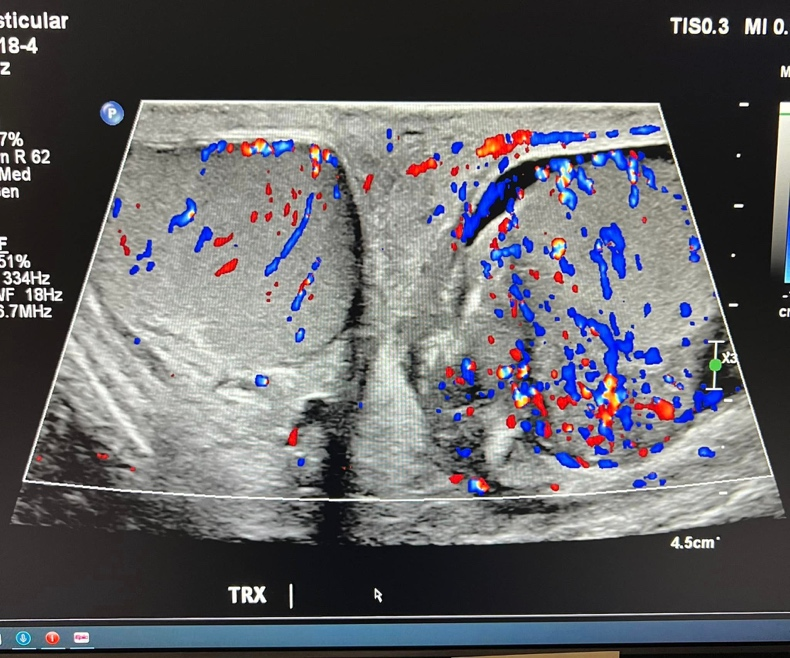 sticular
18-4
z
TIS0.3 MI 0.
M
P
7%
n R 62
Med
en
F
51%
334Hz
WF 18Hz
6.7MHz
X3
4.5cm
TRX
Epic